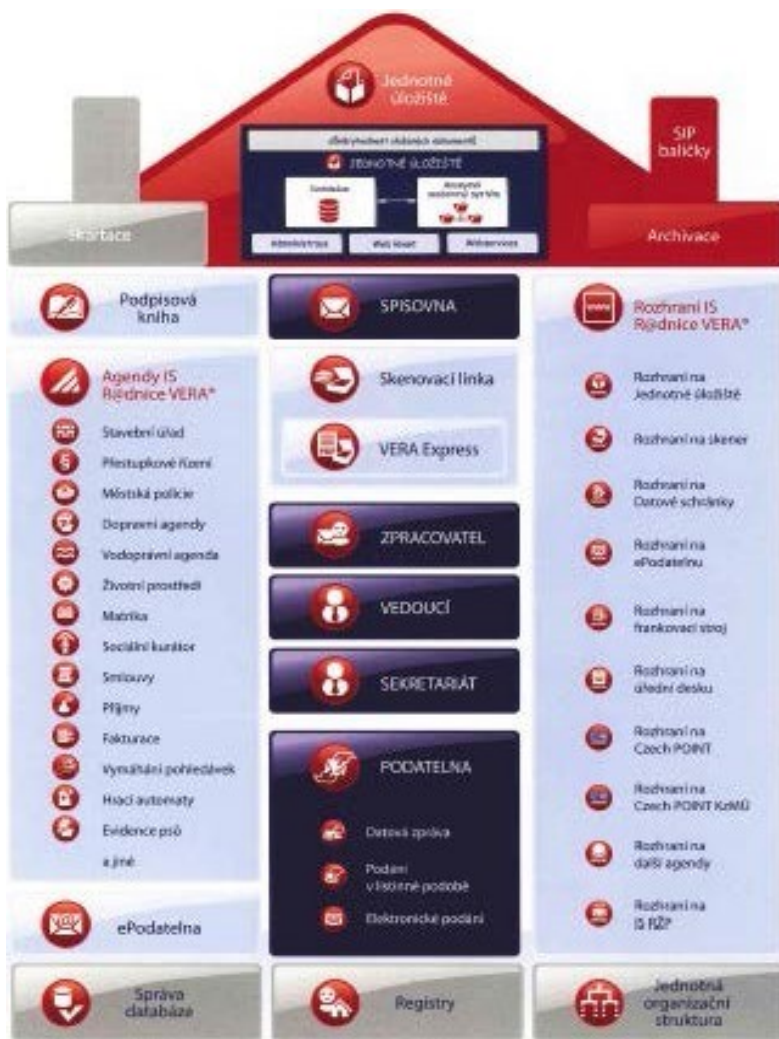 Jednotné
úložiště
SIP
balíčky
JEDNOTNÉ ÚLOŽIŠTĚ
Databáze
Administrace
Webservices
Skartace
Archivace
Podpisová
kniha
SPISOVNA
Rozhraní IS
R@dnice VERA®
Agendy IS
R@dnice VERA®
Stavební úřad
Přestupkové řízení
Městská policie
Dopravní agendy
Vodoprávní agenda
Životní prostředí
Matrika
Sociální kurátor
Smlouvy
Příjmy
Fakturace
Vymáhání pohledávek
Hrací automaty
Evidence psů
a jiné
ePodatelna
Skenovací linka
VERA Express
ZPRACOVATEL
VEDOUCÍ
SEKRETARIÁT
PODATELNA
Datová zpráva
Podání
v listinné podobě
Elektronické podání
www
Rozhraní na
Jednotné úložiště
Rozhraní na skener
Rozhraní na
Datové schránky
Rozhraní na
ePodatelnu
Rozhraní na
frankovací stroj
Rozhraní na
úřední desku
Rozhraní na
Czech POINT
Rozhraní na
Czech POINT KzMÚ
Rozhraní na
další agendy
Rozhraní na
IS RŽP
Správa
databáze
Registry
Jednotná
organizační
struktura